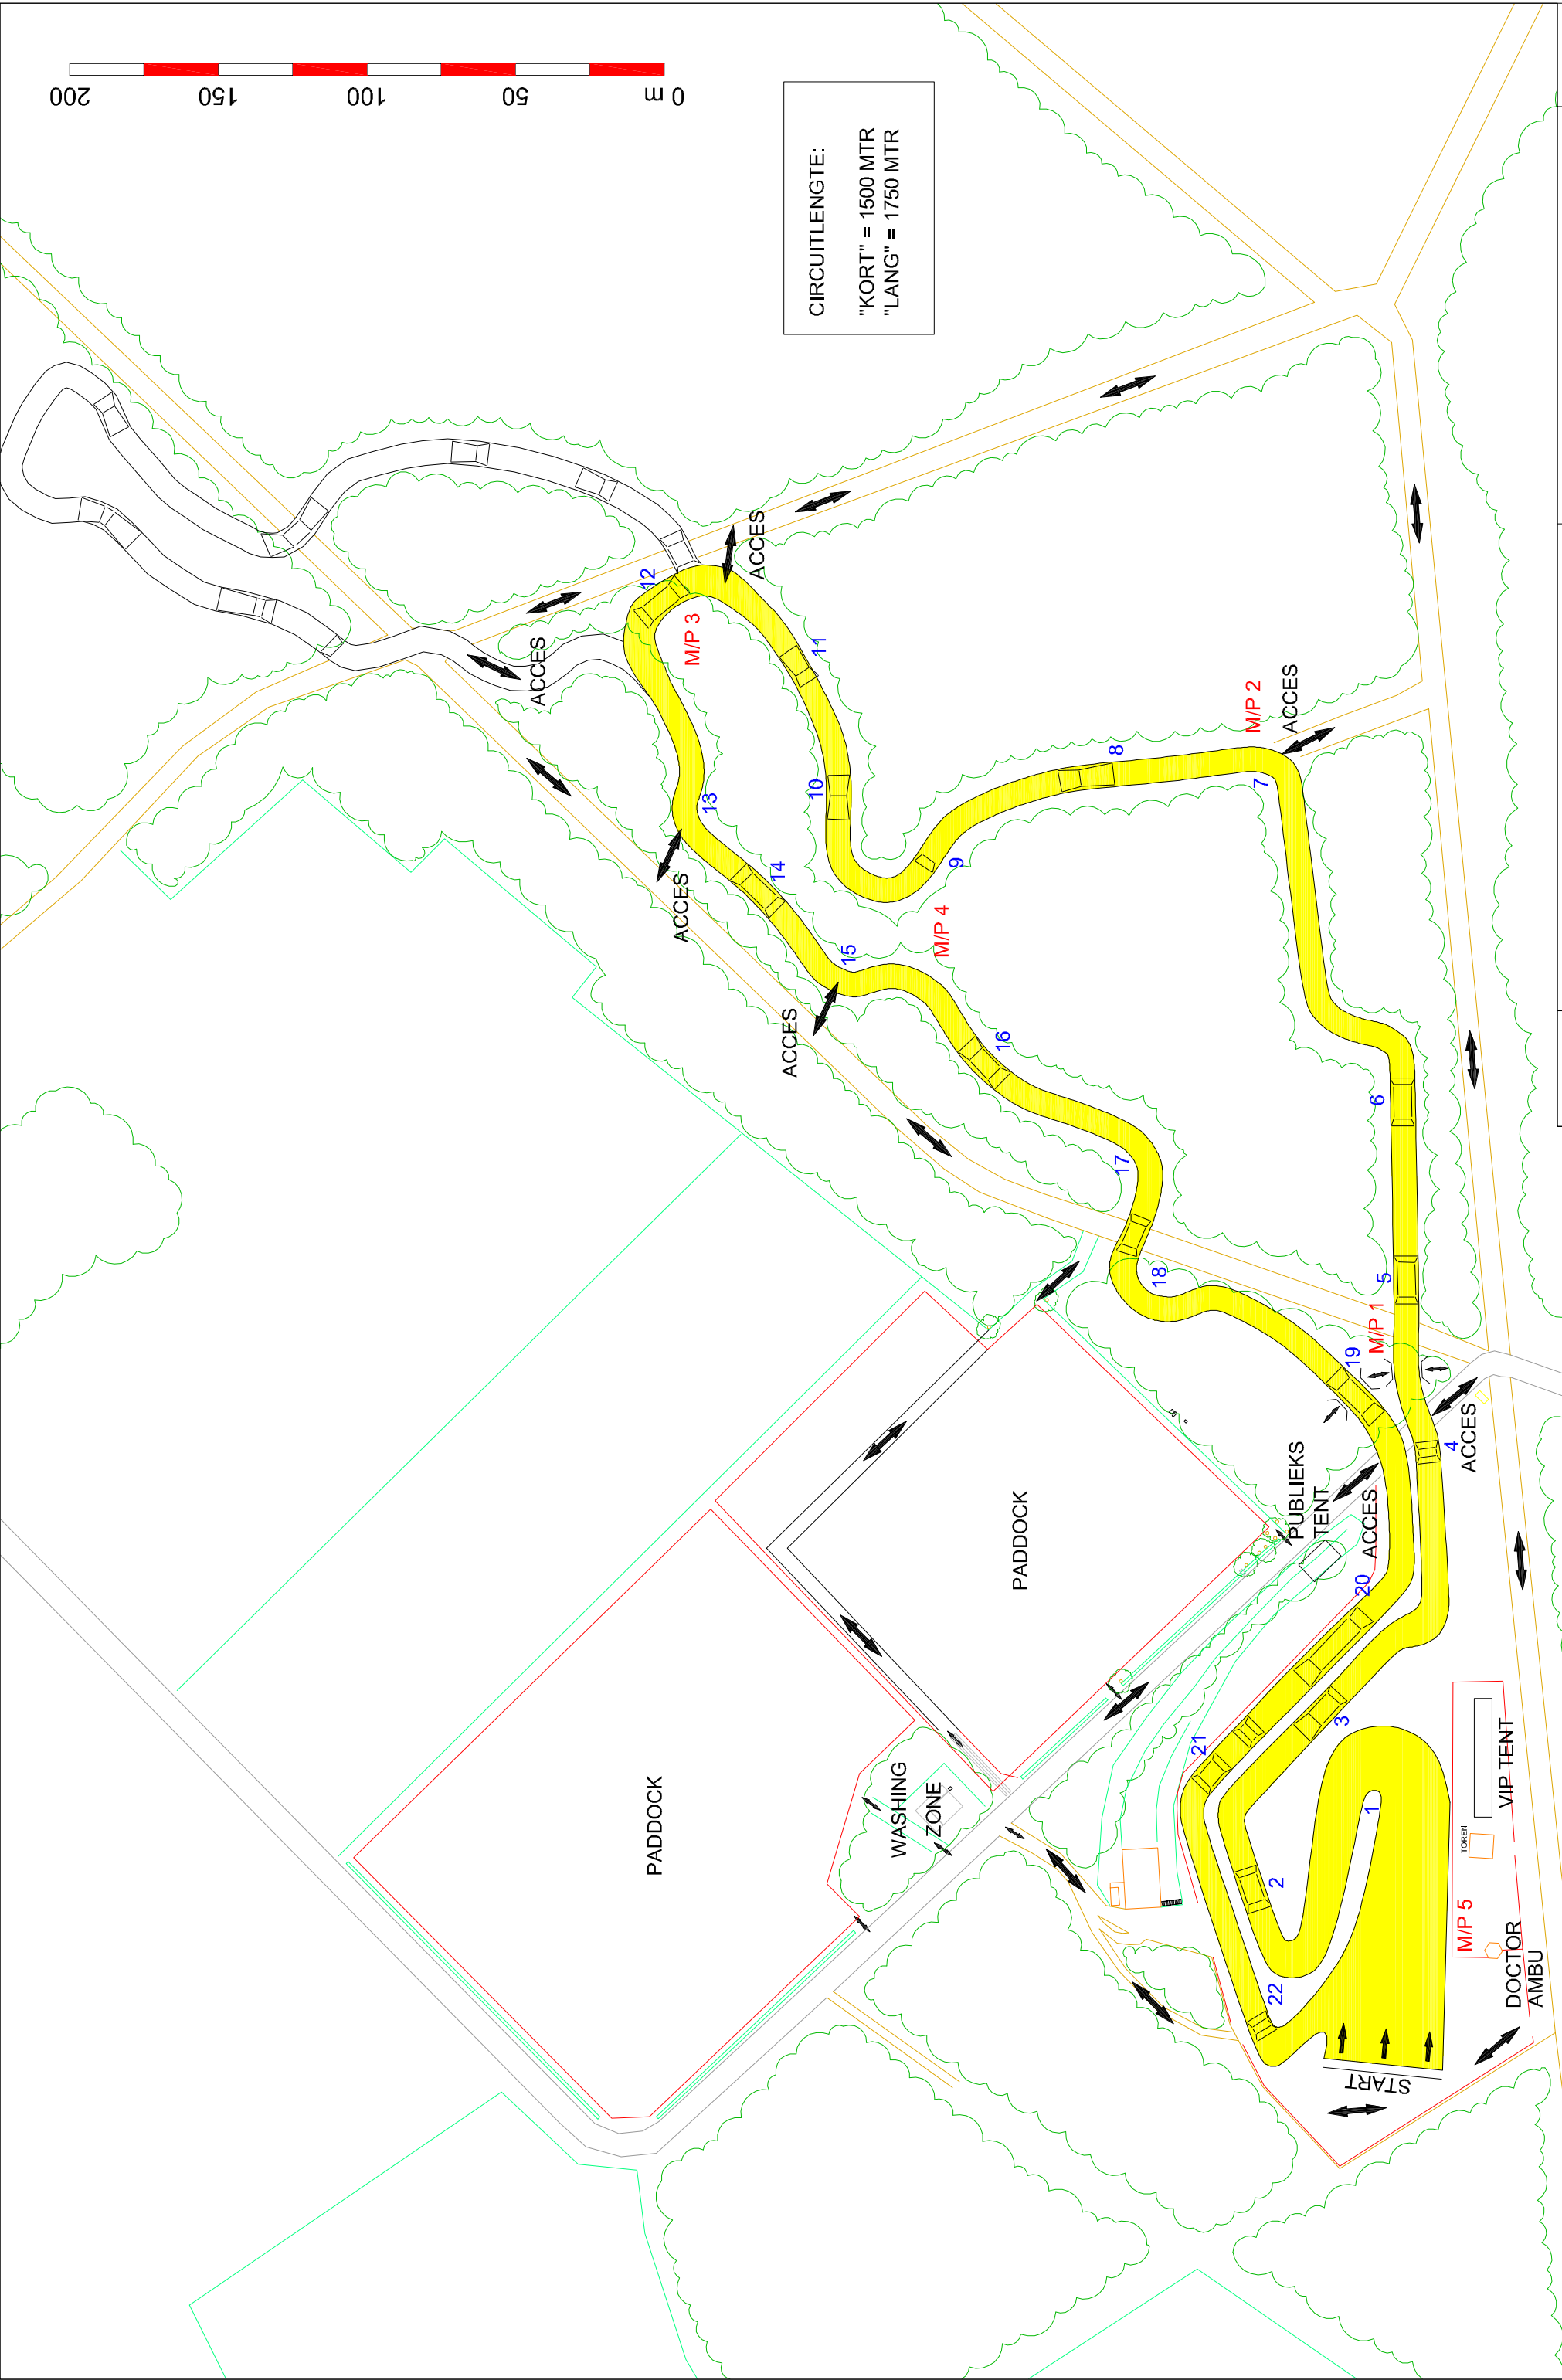 200
150
100
50
0 m
CIRCUITLENGTE:
"KORT" = 1500 MTR
"LANG" = 1750 MTR
ACCES
12
M/P 3
ACCES
11
10
13
ACCES
14
M/P 2
ACCES
8
7
9
M/P 4
15
ACCES
16
6
17
18
5
M/P 1
19
4
ACCES
PUBLIEKS
TENT
ACCES
20
PADDOCK
PADDOCK
WASHING
ZONE
21
3
1
2
22
VIP TENT
TOREN
M/P 5
DOCTOR
AMBU
START